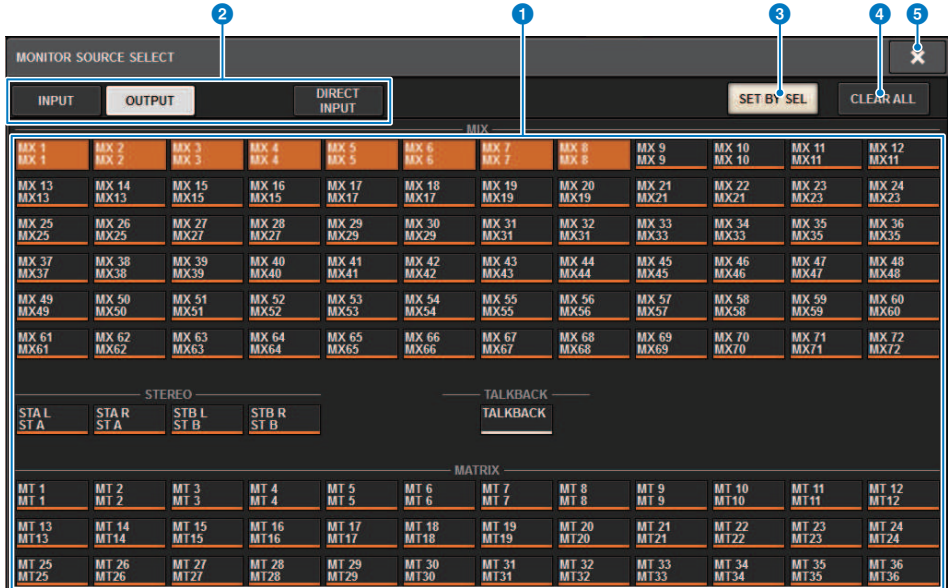 2 1 3 4 5
MONITOR SOURCE SELECT ×
INPUT OUTPUT DIRECT INPUT SET BY SEL CLEAR ALL
MIX
MX 1 MX 2 MX 3 MX 4 MX 5 MX 6 MX 7 MX 8 MX 9 MX 10 MX 11 MX 12
MX 1 MX 2 MX 3 MX 4 MX 5 MX 6 MX 7 MX 8 MX 9 MX 10 MX11 MX11
MX 13 MX 14 MX 15 MX 16 MX 17 MX 18 MX 19 MX 20 MX 21 MX 22 MX 23 MX 24
MX13 MX13 MX15 MX15 MX17 MX17 MX19 MX19 MX21 MX21 MX23 MX23
MX 25 MX 26 MX 27 MX 28 MX 29 MX 30 MX 31 MX 32 MX 33 MX 34 MX 35 MX 36
MX25 MX25 MX27 MX27 MX29 MX29 MX31 MX31 MX33 MX33 MX35 MX35
MX 37 MX 38 MX 39 MX 40 MX 41 MX 42 MX 43 MX 44 MX 45 MX 46 MX 47 MX 48
MX37 MX38 MX39 MX40 MX41 MX42 MX43 MX44 MX45 MX46 MX47 MX48
MX 49 MX 50 MX 51 MX 52 MX 53 MX 54 MX 55 MX 56 MX 57 MX 58 MX 59 MX 60
MX49 MX50 MX51 MX52 MX53 MX54 MX55 MX56 MX57 MX58 MX59 MX60
MX 61 MX 62 MX 63 MX 64 MX 65 MX 66 MX 67 MX 68 MX 69 MX 70 MX 71 MX 72
MX61 MX62 MX63 MX64 MX65 MX66 MX67 MX68 MX69 MX70 MX71 MX72
STEREO TALKBACK
STA L STA R STB L STB R TALKBACK
ST A ST A ST B ST B
MATRIX
MT 1 MT 2 MT 3 MT 4 MT 5 MT 6 MT 7 MT 8 MT 9 MT 10 MT 11 MT 12
MT 1 MT 2 MT 3 MT 4 MT 5 MT 6 MT 7 MT 8 MT 9 MT10 MT11 MT12
MT 13 MT 14 MT 15 MT 16 MT 17 MT 18 MT 19 MT 20 MT 21 MT 22 MT 23 MT 24
MT13 MT14 MT15 MT16 MT17 MT18 MT19 MT20 MT21 MT22 MT23 MT24
MT 25 MT 26 MT 27 MT 28 MT 29 MT 30 MT 31 MT 32 MT 33 MT 34 MT 35 MT 36
MT25 MT26 MT27 MT28 MT29 MT30 MT31 MT32 MT33 MT34 MT35 MT36